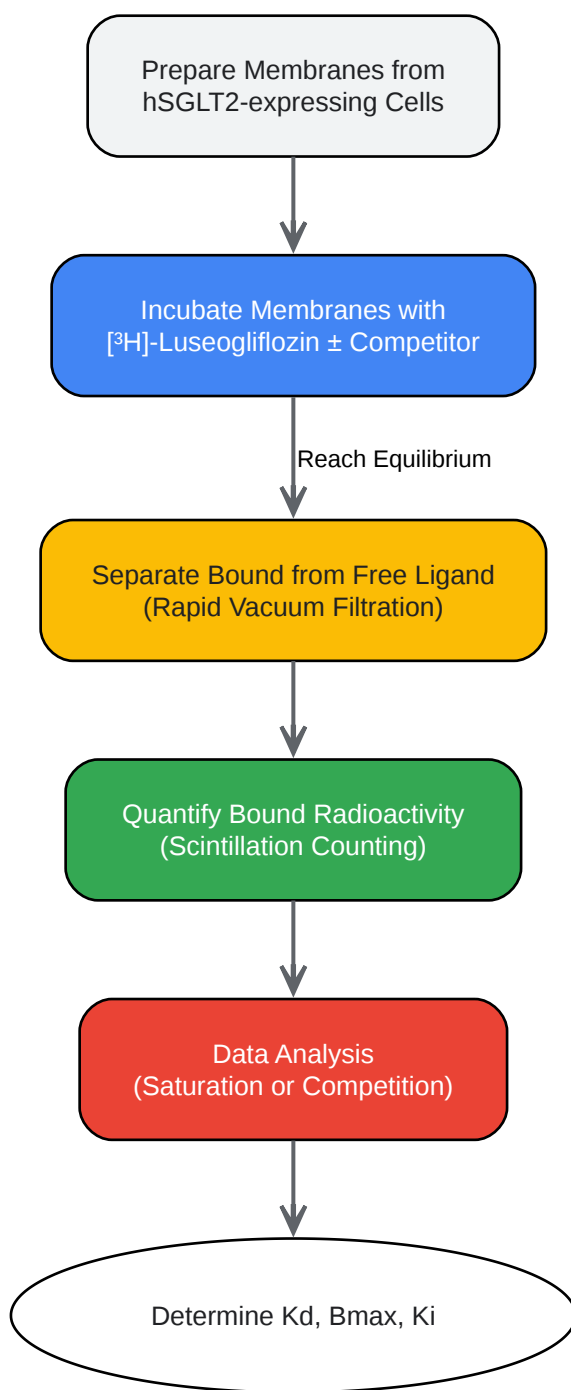 Prepare Membranes from
hSGLT2-expressing Cells
Incubate Membranes with
[³H]-Luseogliflozin ± Competitor
Reach Equilibrium
Separate Bound from Free Ligand
(Rapid Vacuum Filtration)
Quantify Bound Radioactivity
(Scintillation Counting)
Data Analysis
(Saturation or Competition)
Determine Kd, Bmax, Ki